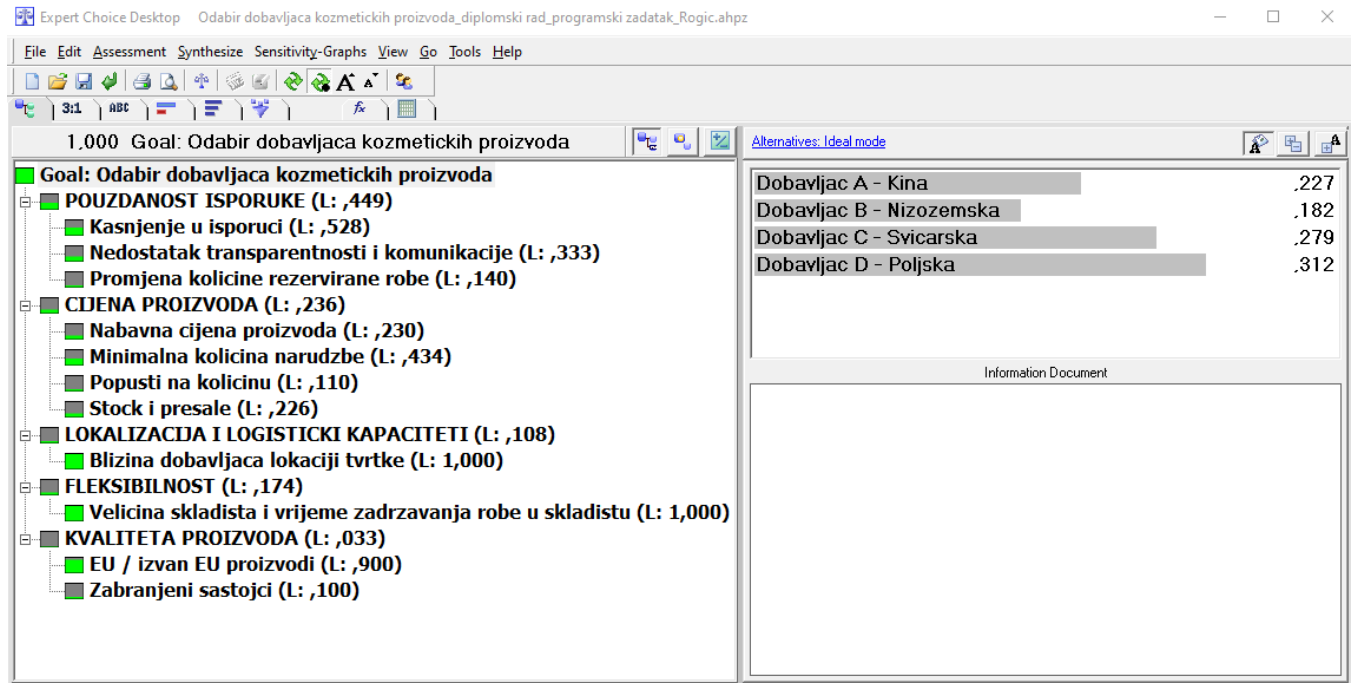 Expert Choice Desktop Odabir dobavljaca kozmetickih proizvoda_diplomski rad_programski zadatak_Rogic.ahpz
File Edit Assessment Synthesize Sensitivity-Graphs View Go Tools Help
3:1 ABC fx
1,000 Goal: Odabir dobavljaca kozmetickih proizvoda
Alternatives: Ideal mode
Goal: Odabir dobavljaca kozmetickih proizvoda
POUZDANOST ISPORUKE (L: ,449)
Kasnjenje u isporuci (L: ,528)
Nedostatak transparentnosti i komunikacije (L: ,333)
Promjena kolicine rezervirane robe (L: ,140)
CIJENA PROIZVODA (L: ,236)
Nabavna cijena proizvoda (L: ,230)
Minimalna kolicina narudzbe (L: ,434)
Popusti na kolicinu (L: ,110)
Stock i presale (L: ,226)
LOKALIZACIJA I LOGISTICKI KAPACITETI (L: ,108)
Blizina dobavljaca lokaciji tvrtke (L: 1,000)
FLEKSIBILNOST (L: ,174)
Velicina skladista i vrijeme zadrzavanja robe u skladistu (L: 1,000)
KVALITETA PROIZVODA (L: ,033)
EU / izvan EU proizvodi (L: ,900)
Zabranjeni sastojci (L: ,100)
Dobavljac A - Kina ,227
Dobavljac B - Nizozemska ,182
Dobavljac C - Svicarska ,279
Dobavljac D - Poljska ,312
Information Document